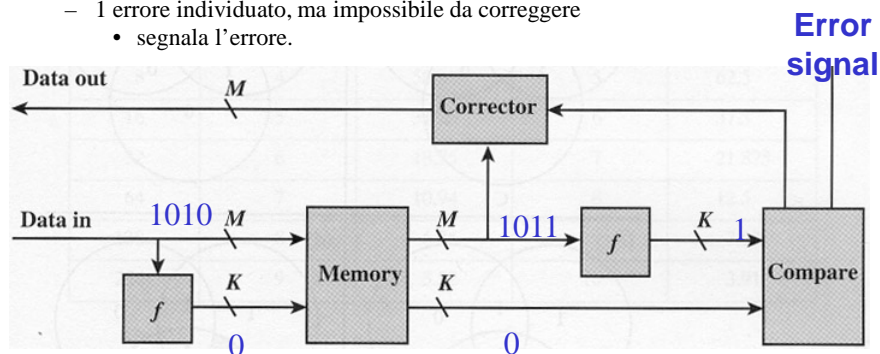 – 1 errore individuato, ma impossibile da correggere
• segnala l'errore.
Error
signal
Data out
M
Corrector
Data in
1010
M
M
1011
K
1
f
Memory
Compare
f
K
K
0
0